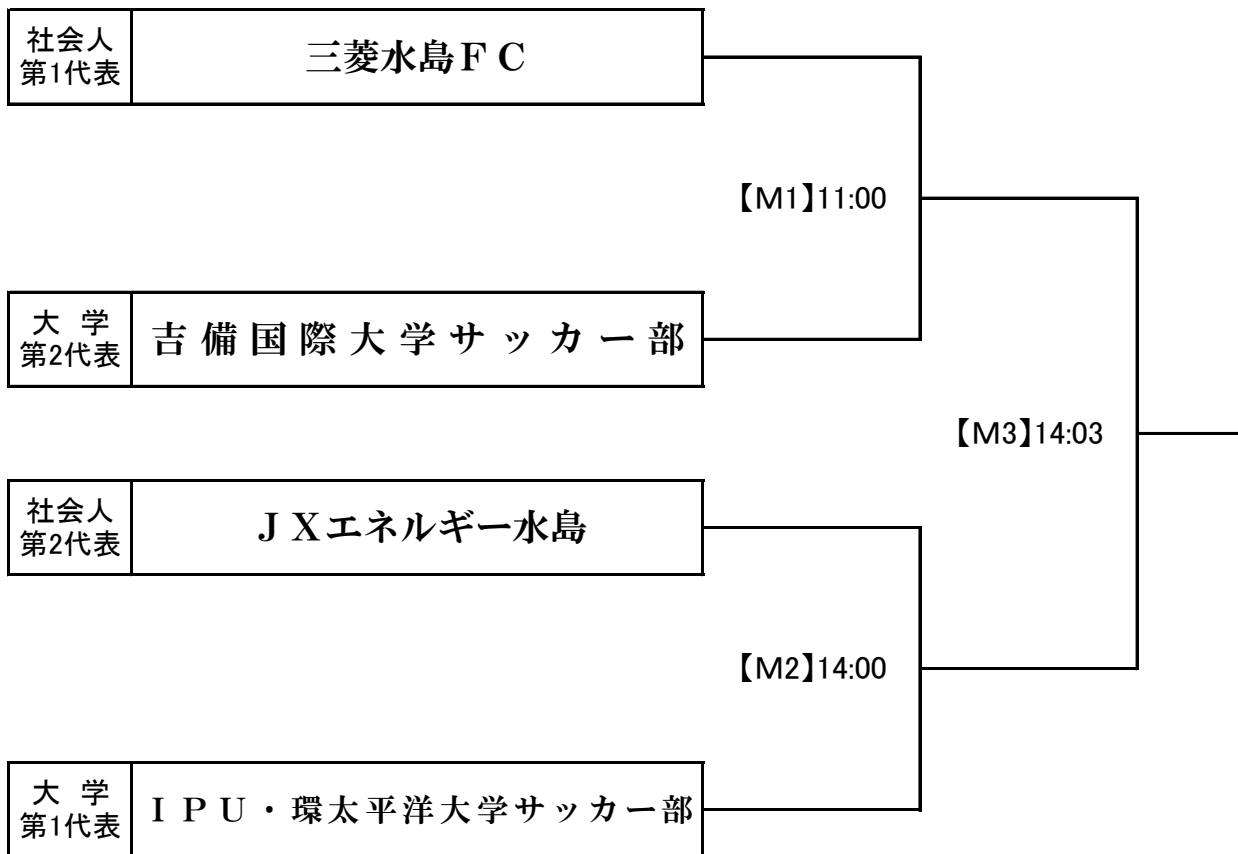 社会人
第1代表
三菱水島ＦＣ
【M1】11:00
大 学
第2代表
吉備国際大学サッカー部
【M3】14:03
社会人
第2代表
ＪＸエネルギー水島
【M2】14:00
大 学
第1代表
ＩＰＵ・環太平洋大学サッカー部